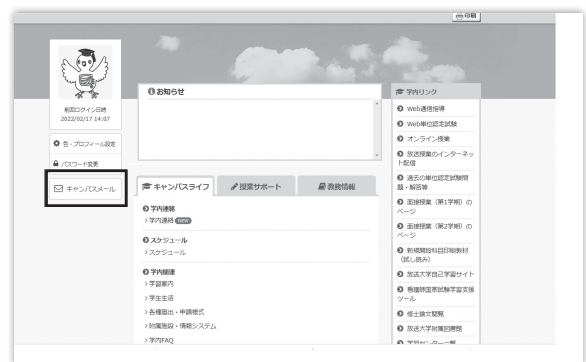 印刷
前回ログイン日時
2022/02/17 14:07
色・プロフィール設定
パスワード変更
キャンパスメール
お知らせ
キャンパスライフ
授業サポート
教務情報
学内連絡
学内連絡 NEW
スケジュール
スケジュール
学内関連
学習案内
学生生活
各種届出・申請様式
附属施設・情報システム
学内FAQ
学内リンク
Web通信指導
Web単位認定試験
オンライン授業
放送授業のインターネッ
ト配信
過去の単位認定試験問
題・解答等
面接授業（第1学期）の
ページ
面接授業（第2学期）の
ページ
新規開設科目印刷教材
（試し読み）
放送大学自己学習サイト
看護師国家試験学習支援
ツール
修士論文閲覧
放送大学附属図書館
学習センター一覧